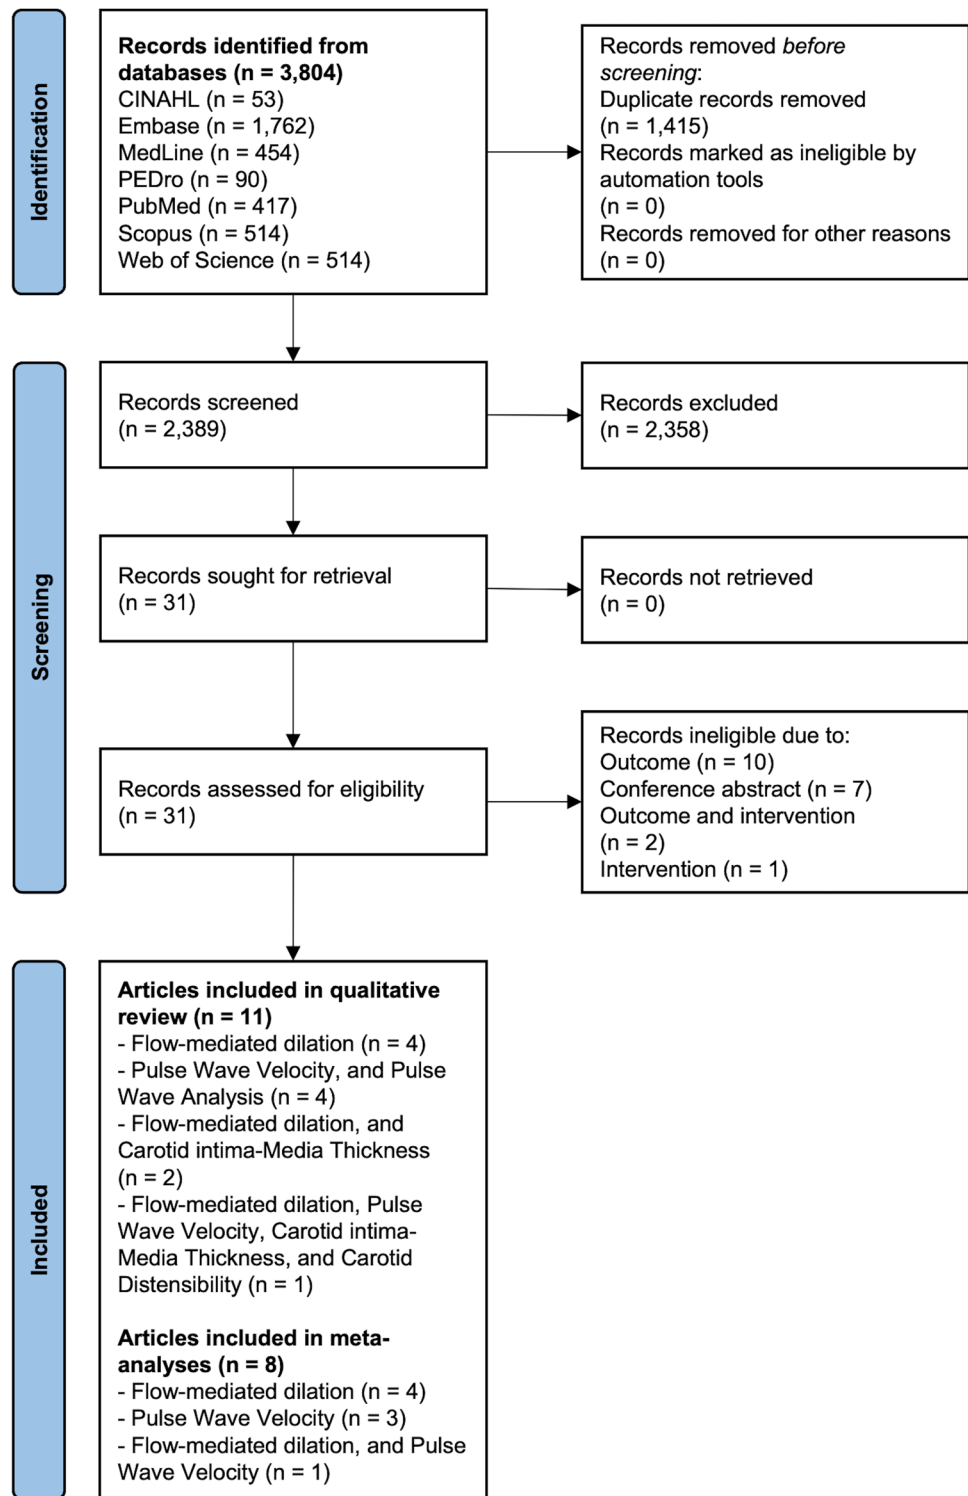 Identification
Records identified from
databases (n = 3,804)
CINAHL (n = 53)
Embase (n = 1,762)
MedLine (n = 454)
PEDro (n = 90)
PubMed (n = 417)
Scopus (n = 514)
Web of Science (n = 514)
Records removed before
screening:
Duplicate records removed
(n = 1,415)
Records marked as ineligible by
automation tools
(n = 0)
Records removed for other reasons
(n = 0)
Screening
Records screened
(n = 2,389)
Records excluded
(n = 2,358)
Records sought for retrieval
(n = 31)
Records not retrieved
(n = 0)
Records assessed for eligibility
(n = 31)
Records ineligible due to:
Outcome (n = 10)
Conference abstract (n = 7)
Outcome and intervention
(n = 2)
Intervention (n = 1)
Included
Articles included in qualitative
review (n = 11)
- Flow-mediated dilation (n = 4)
- Pulse Wave Velocity, and Pulse
Wave Analysis (n = 4)
- Flow-mediated dilation, and
Carotid intima-Media Thickness
(n = 2)
- Flow-mediated dilation, Pulse
Wave Velocity, Carotid intima-
Media Thickness, and Carotid
Distensibility (n = 1)
Articles included in meta-
analyses (n = 8)
- Flow-mediated dilation (n = 4)
- Pulse Wave Velocity (n = 3)
- Flow-mediated dilation, and Pulse
Wave Velocity (n = 1)